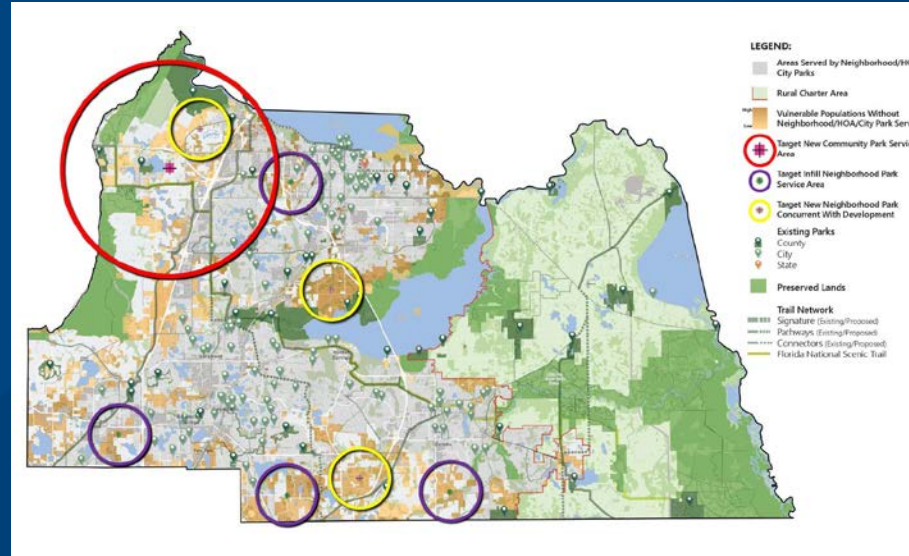 LEGEND:
Areas Served by Neighborhood/HO
City Parks
Rural Charter Area
Vulnerable Populations Without
Neighborhood/HOA/City Park Serv
Target New Community Park Servic
Area
Target Infill Neighborhood Park
Service Area
Target New Neighborhood Park
Concurrent With Development
Existing Parks
County
City
State
Preserved Lands
Trail Network
Signature (Existing/Proposed)
Pathways (Existing/Proposed)
Connectors (Existing/Proposed)
Florida National Scenic Trail